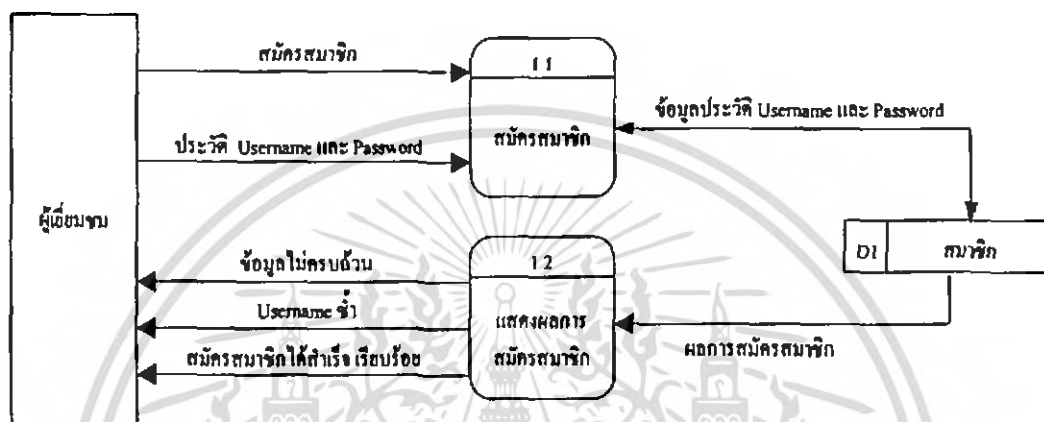 สมัครสมาชิก
1 1
สมัครสมาชิก
ข้อมูลประวัติ Username และ Password
ประวัติ Username และ Password
ผู้เยี่ยมชม
D1 สมาชิก
1 2
แสดงผลการ
สมัครสมาชิก
ข้อมูลไม่ครบถ้วน
Username ซ้ำ
สมัครสมาชิกได้สำเร็จ เรียบร้อย
ผลการสมัครสมาชิก